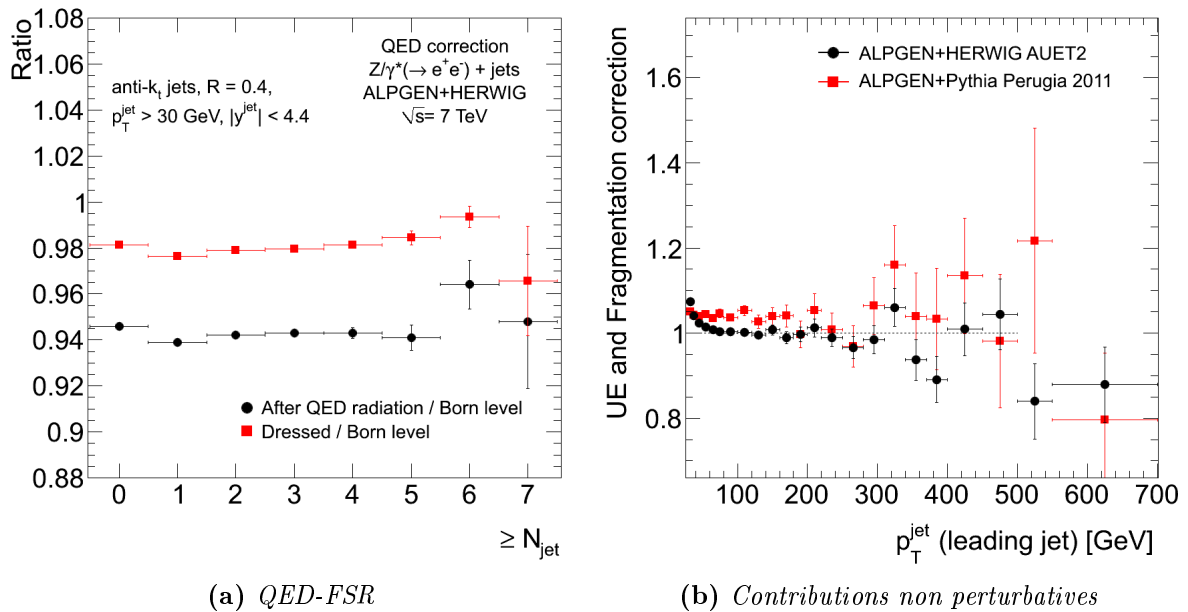 Ratio
1.08
1.06
1.04
1.02
1
0.98
0.96
0.94
0.92
0.9
0.88
QED correction
Z/γ*(→ e⁺e⁻) + jets
ALPGEN+HERWIG
√s= 7 TeV
anti-kₜ jets, R = 0.4,
p_T^jet > 30 GeV, |y^jet| < 4.4
After QED radiation / Born level
Dressed / Born level
0 1 2 3 4 5 6 7
≥ N_jet
(a) QED-FSR
UE and Fragmentation correction
1.6
1.4
1.2
1
0.8
ALPGEN+HERWIG AUET2
ALPGEN+Pythia Perugia 2011
100 200 300 400 500 600 700
p_T^jet (leading jet) [GeV]
(b) Contributions non perturbatives